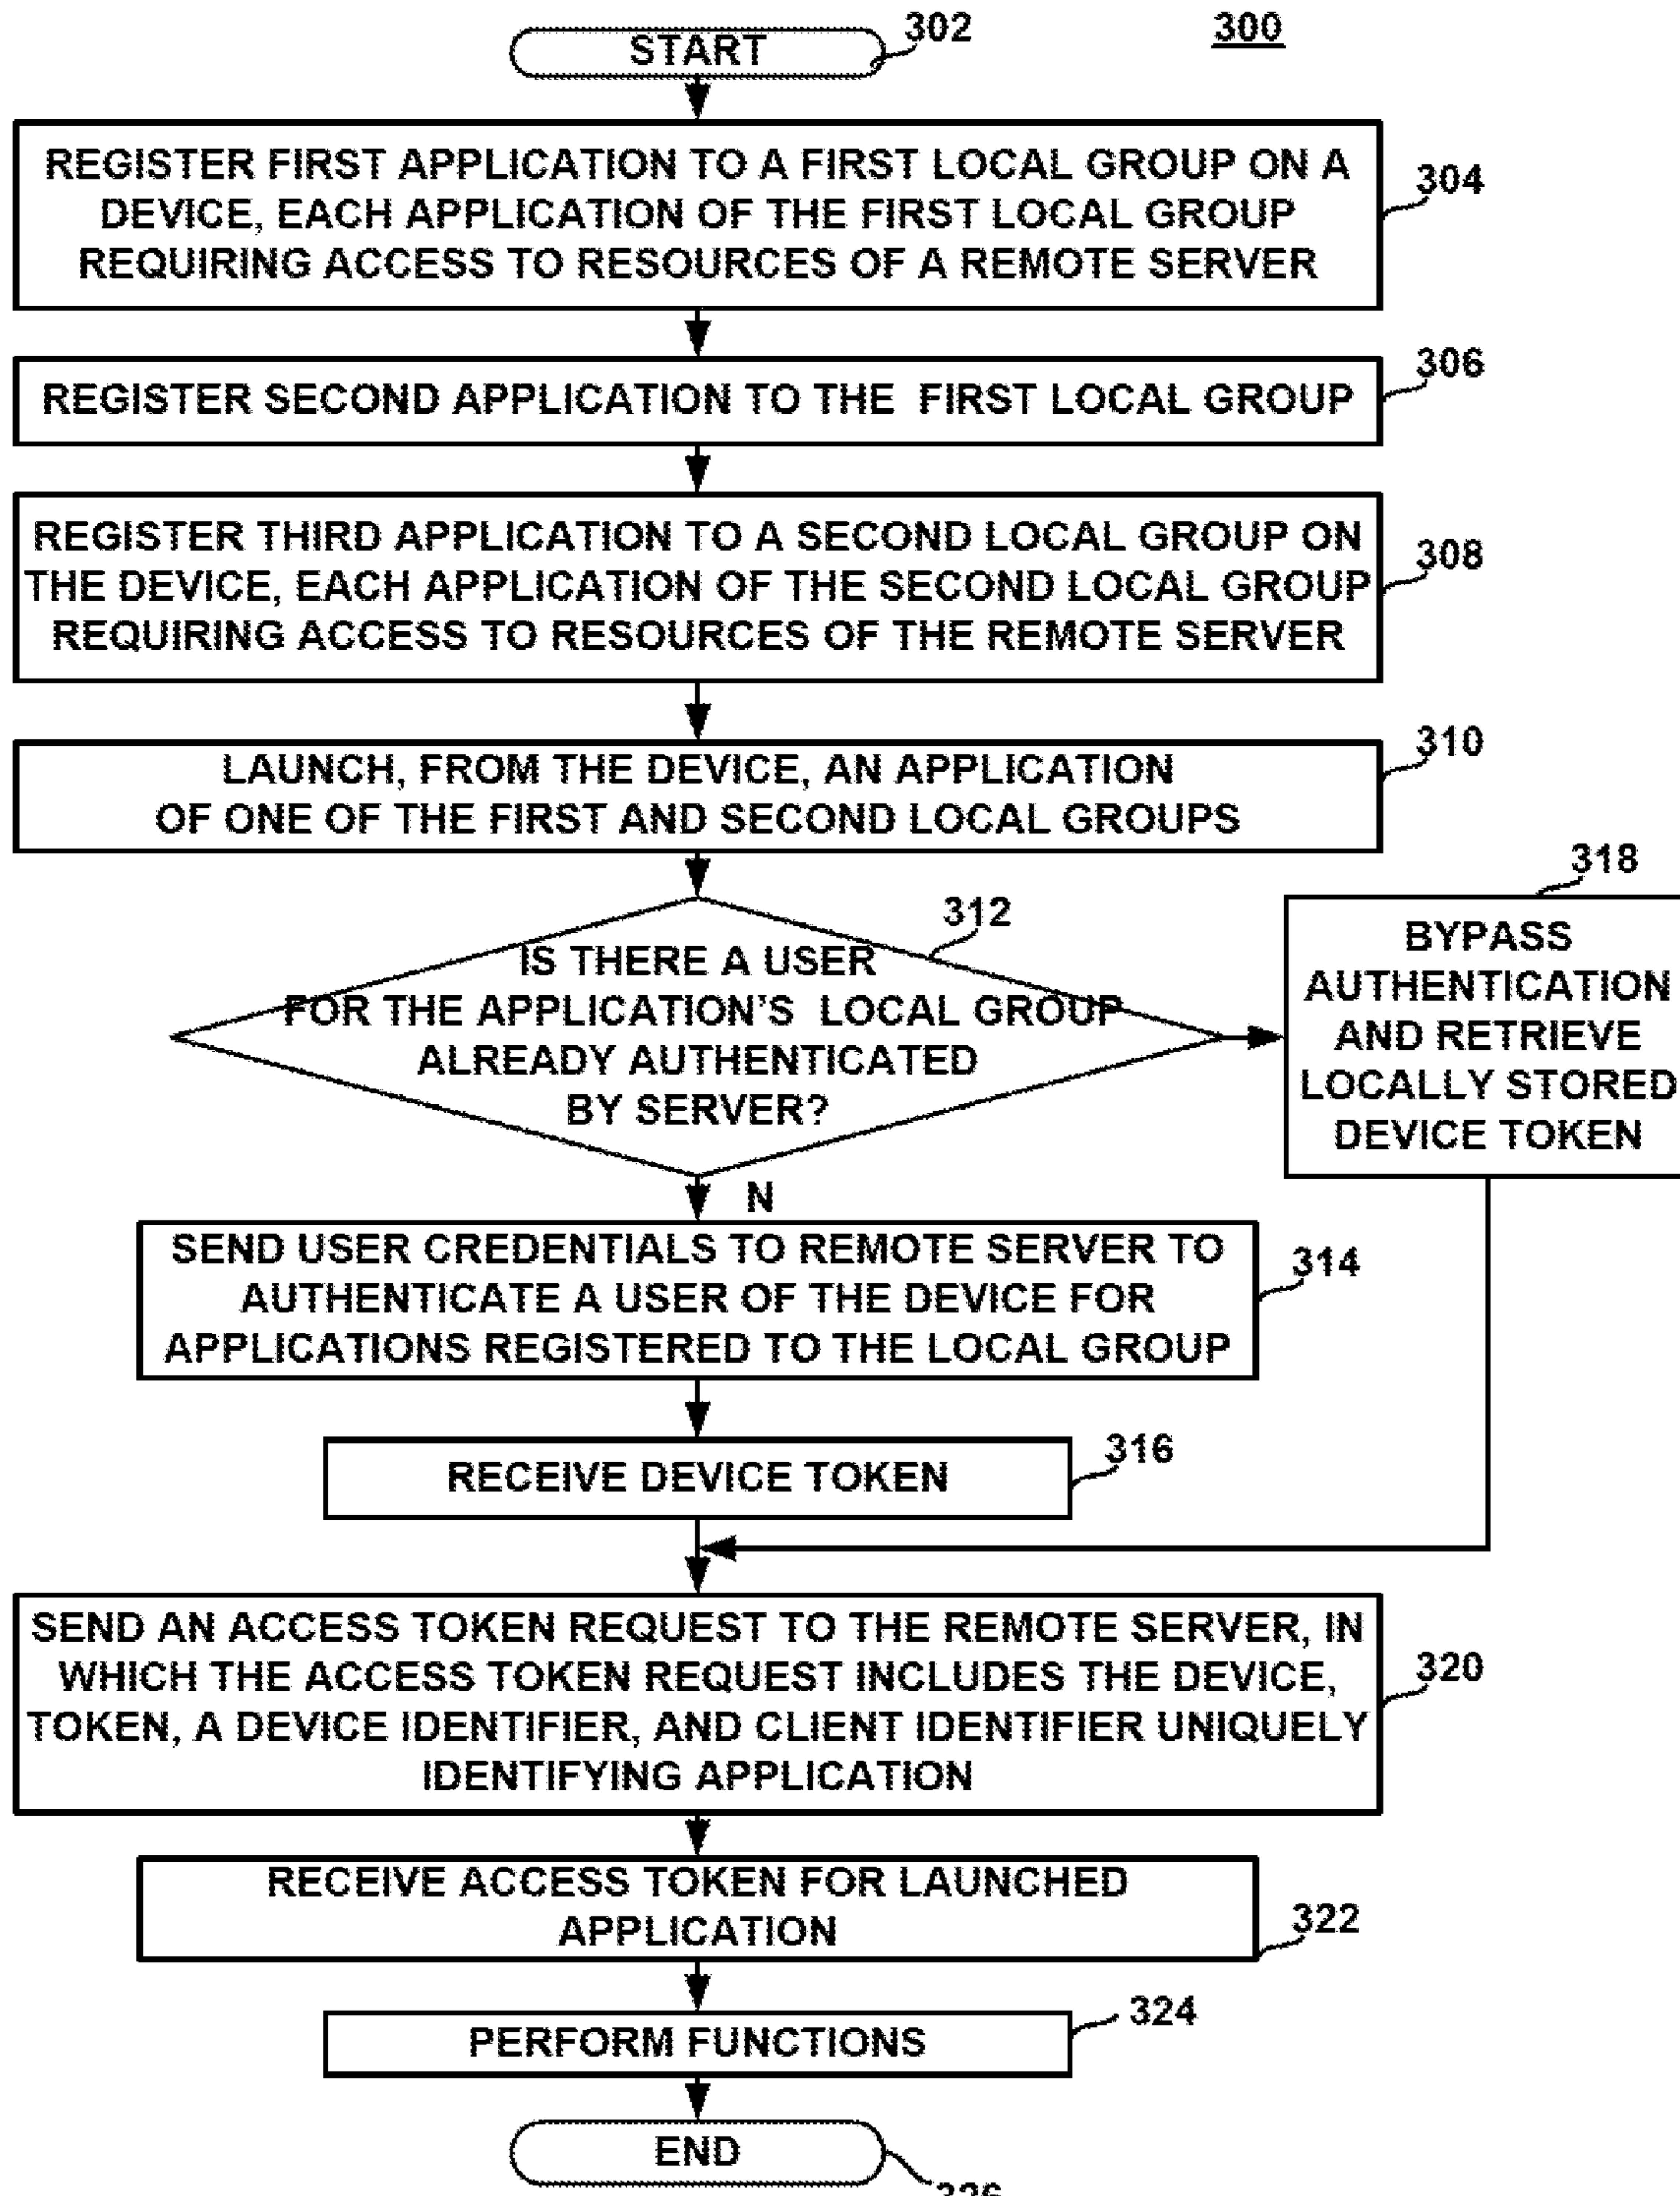 START
302
300
REGISTER FIRST APPLICATION TO A FIRST LOCAL GROUP ON A
DEVICE, EACH APPLICATION OF THE FIRST LOCAL GROUP
REQUIRING ACCESS TO RESOURCES OF A REMOTE SERVER
304
REGISTER SECOND APPLICATION TO THE FIRST LOCAL GROUP
306
REGISTER THIRD APPLICATION TO A SECOND LOCAL GROUP ON
THE DEVICE, EACH APPLICATION OF THE SECOND LOCAL GROUP
REQUIRING ACCESS TO RESOURCES OF THE REMOTE SERVER
308
LAUNCH, FROM THE DEVICE, AN APPLICATION
OF ONE OF THE FIRST AND SECOND LOCAL GROUPS
310
IS THERE A USER
FOR THE APPLICATION'S LOCAL GROUP
ALREADY AUTHENTICATED
BY SERVER?
312
318
BYPASS
AUTHENTICATION
AND RETRIEVE
LOCALLY STORED
DEVICE TOKEN
N
SEND USER CREDENTIALS TO REMOTE SERVER TO
AUTHENTICATE A USER OF THE DEVICE FOR
APPLICATIONS REGISTERED TO THE LOCAL GROUP
314
RECEIVE DEVICE TOKEN
316
SEND AN ACCESS TOKEN REQUEST TO THE REMOTE SERVER, IN
WHICH THE ACCESS TOKEN REQUEST INCLUDES THE DEVICE,
TOKEN, A DEVICE IDENTIFIER, AND CLIENT IDENTIFIER UNIQUELY
IDENTIFYING APPLICATION
320
RECEIVE ACCESS TOKEN FOR LAUNCHED
APPLICATION
322
PERFORM FUNCTIONS
324
END
326